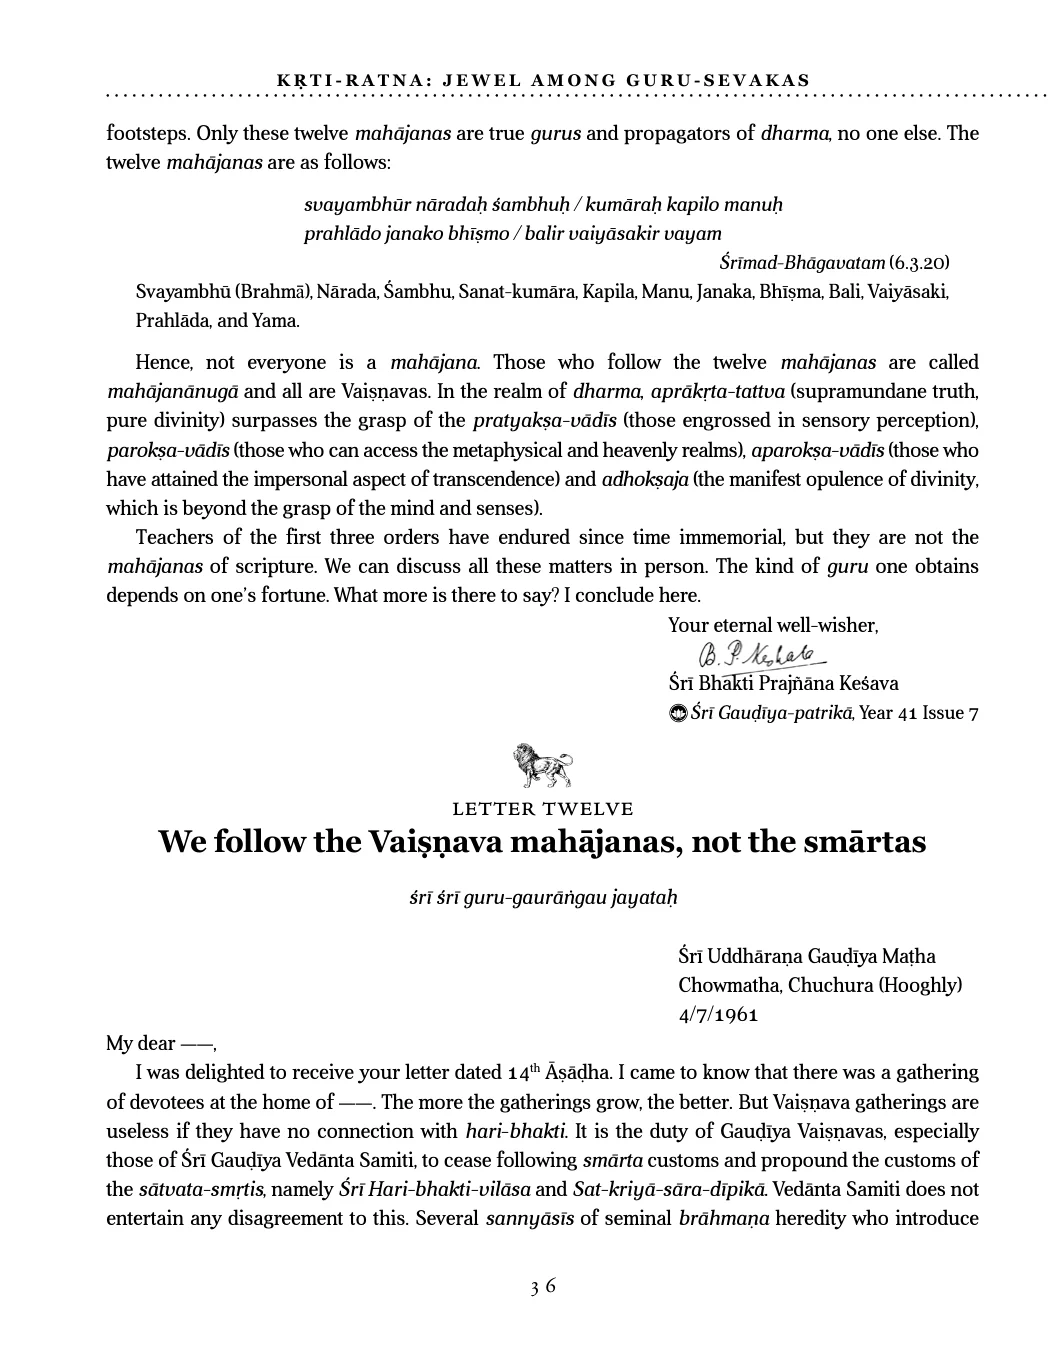 KṚTI-RATNA: JEWEL AMONG GURU-SEVAKAS
footsteps. Only these twelve mahājanas are true gurus and propagators of dharma, no one else. The
twelve mahājanas are as follows:
svayambhūr nāradaḥ śambhuḥ / kumāraḥ kapilo manuḥ
prahlādo janako bhīṣmo / balir vaiyāsakir vayam
Śrīmad-Bhāgavatam (6.3.20)
Svayambhū (Brahmā), Nārada, Śambhu, Sanat-kumāra, Kapila, Manu, Janaka, Bhīṣma, Bali, Vaiyāsaki,
Prahlāda, and Yama.
Hence, not everyone is a mahājana. Those who follow the twelve mahājanas are called
mahājanānugā and all are Vaiṣṇavas. In the realm of dharma, aprākṛta-tattva (supramundane truth,
pure divinity) surpasses the grasp of the pratyakṣa-vādīs (those engrossed in sensory perception),
parokṣa-vādīs (those who can access the metaphysical and heavenly realms), aparokṣa-vādīs (those who
have attained the impersonal aspect of transcendence) and adhokṣaja (the manifest opulence of divinity,
which is beyond the grasp of the mind and senses).
Teachers of the first three orders have endured since time immemorial, but they are not the
mahājanas of scripture. We can discuss all these matters in person. The kind of guru one obtains
depends on one's fortune. What more is there to say? I conclude here.
Your eternal well-wisher,
B. P. Keshab
Śrī Bhakti Prajñāna Keśava
Śrī Gauḍīya-patrikā, Year 41 Issue 7
LETTER TWELVE
We follow the Vaiṣṇava mahājanas, not the smārtas
śrī śrī guru-gaurāṅgau jayataḥ
Śrī Uddhāraṇa Gauḍīya Maṭha
Chowmatha, Chuchura (Hooghly)
4/7/1961
My dear ——,
I was delighted to receive your letter dated 14th Āṣāḍha. I came to know that there was a gathering
of devotees at the home of ——. The more the gatherings grow, the better. But Vaiṣṇava gatherings are
useless if they have no connection with hari-bhakti. It is the duty of Gauḍīya Vaiṣṇavas, especially
those of Śrī Gauḍīya Vedānta Samiti, to cease following smārta customs and propound the customs of
the sātvata-smṛtis, namely Śrī Hari-bhakti-vilāsa and Sat-kriyā-sāra-dīpikā. Vedānta Samiti does not
entertain any disagreement to this. Several sannyāsīs of seminal brāhmaṇa heredity who introduce
36